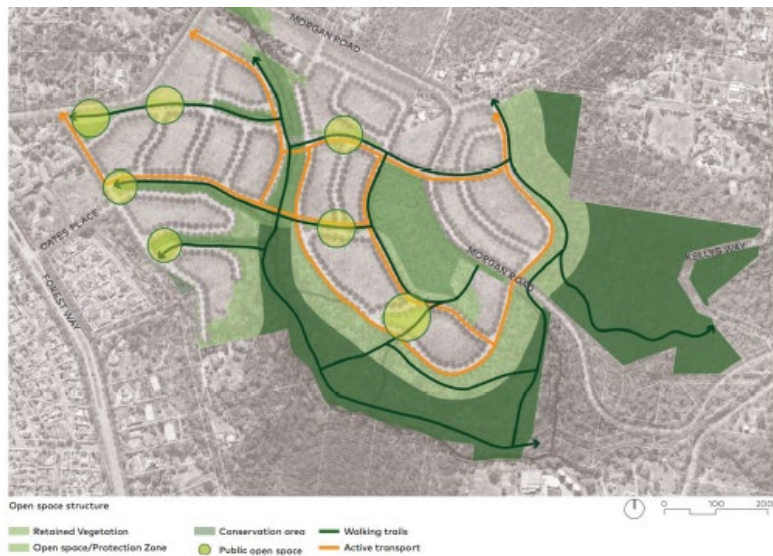 MORGAN ROAD
OATES PLACE
FOREST WAY
MORGAN ROAD
KELLYS WAY
Open space structure
0 100 200
Retained Vegetation
Conservation area
Walking trails
Open space/Protection Zone
Public open space
Active transport